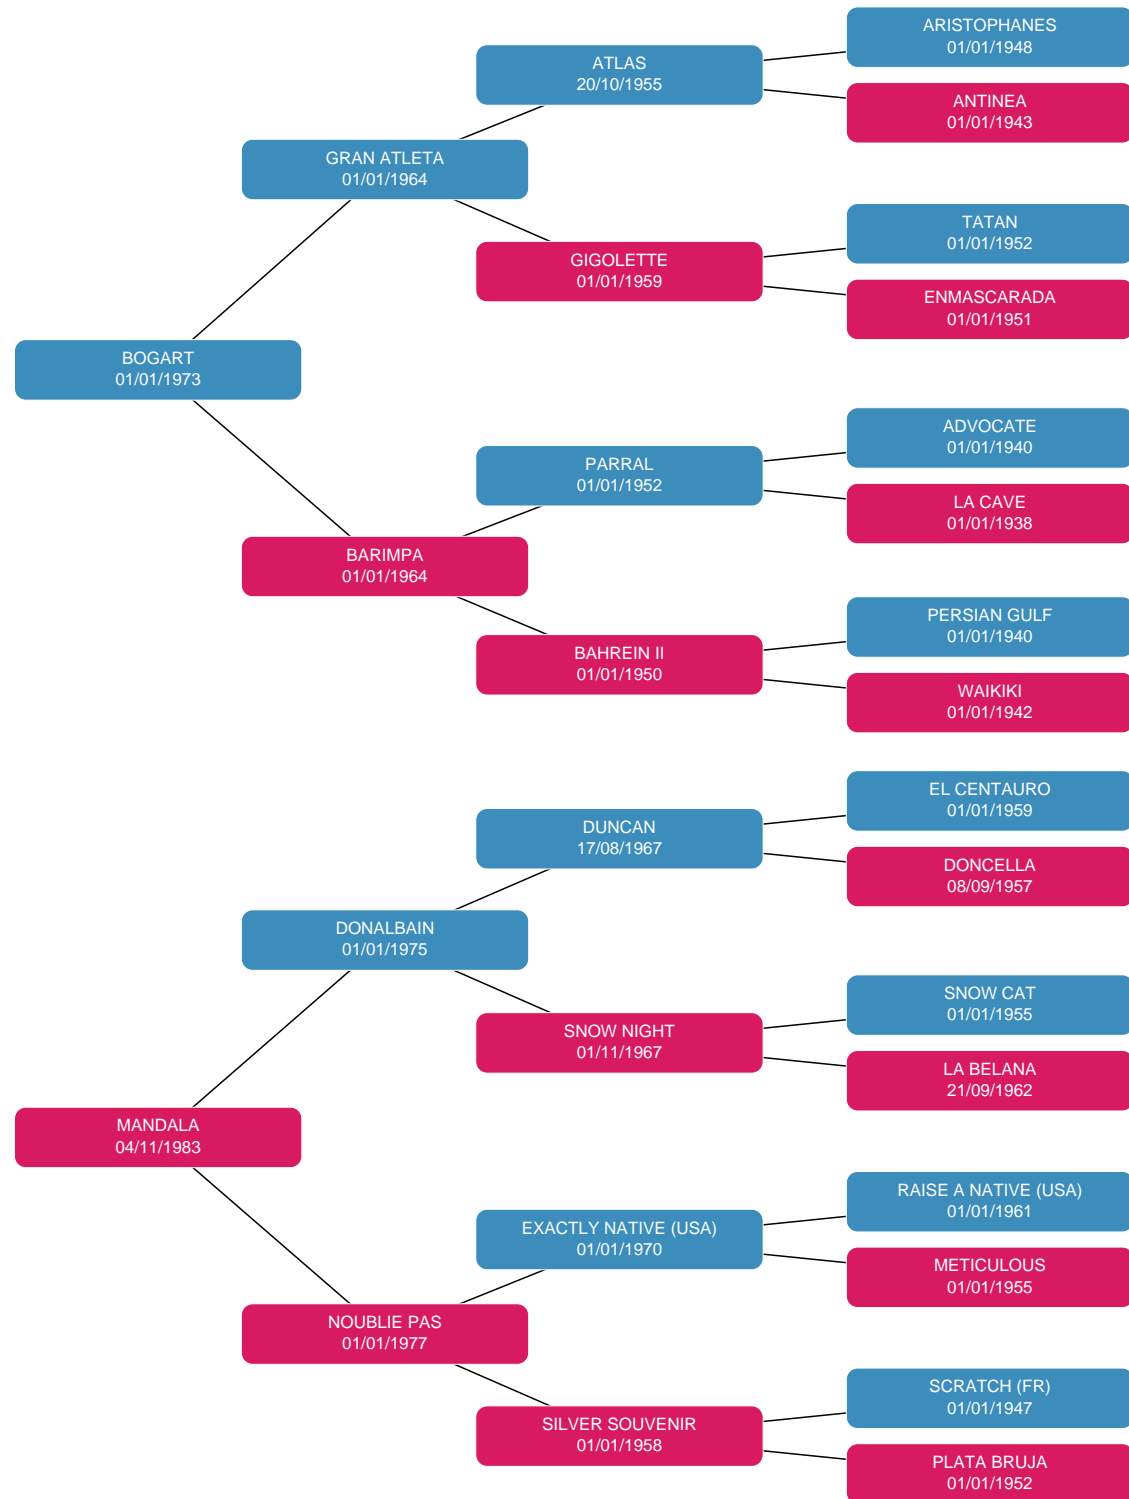 ARISTOPHANES
01/01/1948
ATLAS
20/10/1955
ANTINEA
01/01/1943
GRAN ATLETA
01/01/1964
TATAN
01/01/1952
GIGOLETTE
01/01/1959
ENMASCARADA
01/01/1951
BOGART
01/01/1973
ADVOCATE
01/01/1940
PARRAL
01/01/1952
LA CAVE
01/01/1938
BARIMPA
01/01/1964
PERSIAN GULF
01/01/1940
BAHREIN II
01/01/1950
WAIKIKI
01/01/1942
EL CENTAURO
01/01/1959
DUNCAN
17/08/1967
DONCELLA
08/09/1957
DONALBAIN
01/01/1975
SNOW CAT
01/01/1955
SNOW NIGHT
01/11/1967
LA BELANA
21/09/1962
MANDALA
04/11/1983
RAISE A NATIVE (USA)
01/01/1961
EXACTLY NATIVE (USA)
01/01/1970
METICULOUS
01/01/1955
NOUBLIE PAS
01/01/1977
SCRATCH (FR)
01/01/1947
SILVER SOUVENIR
01/01/1958
PLATA BRUJA
01/01/1952